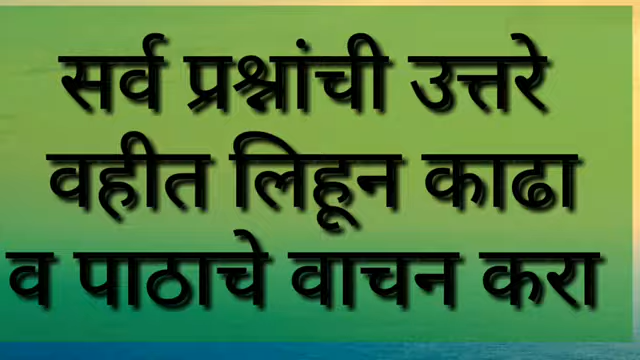 सर्व प्रश्नांची उत्तरे
वहीत लिहून काढा
व पाठाचे वाचन करा